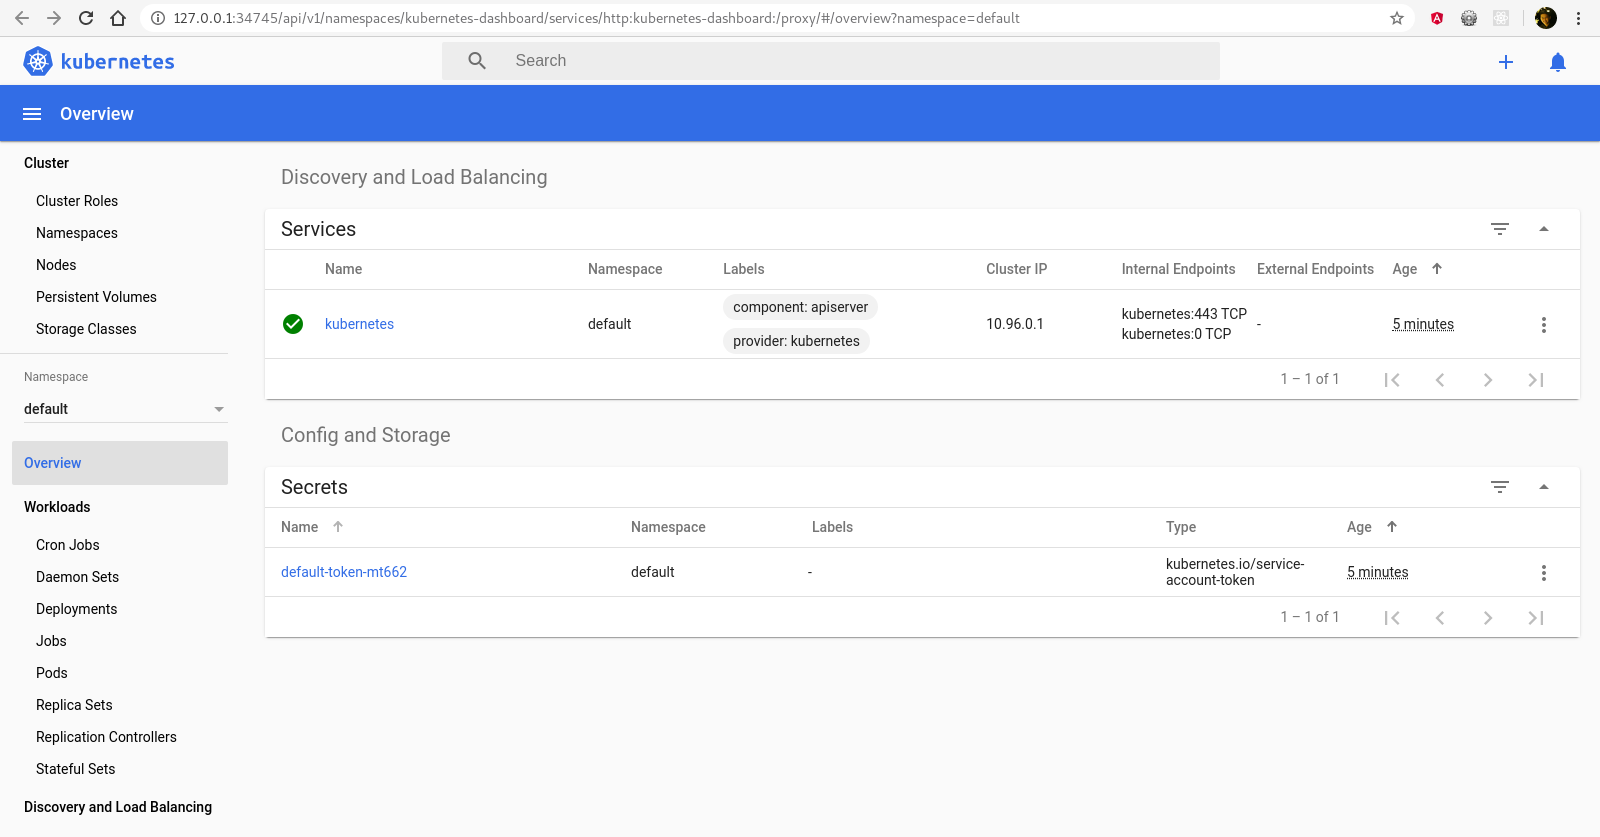 127.0.0.1:34745/api/v1/namespaces/kubernetes-dashboard/services/http:kubernetes-dashboard:/proxy/#/overview?namespace=default
kubernetes
Search
Overview
Cluster
Cluster Roles
Namespaces
Nodes
Persistent Volumes
Storage Classes
Namespace
default
Overview
Workloads
Cron Jobs
Daemon Sets
Deployments
Jobs
Pods
Replica Sets
Replication Controllers
Stateful Sets
Discovery and Load Balancing
Discovery and Load Balancing
Services
Name Namespace Labels Cluster IP Internal Endpoints External Endpoints Age
kubernetes default component: apiserver provider: kubernetes 10.96.0.1 kubernetes:443 TCP kubernetes:0 TCP - 5 minutes
1 – 1 of 1
Config and Storage
Secrets
Name Namespace Labels Type Age
default-token-mt662 default - kubernetes.io/service-account-token 5 minutes
1 – 1 of 1